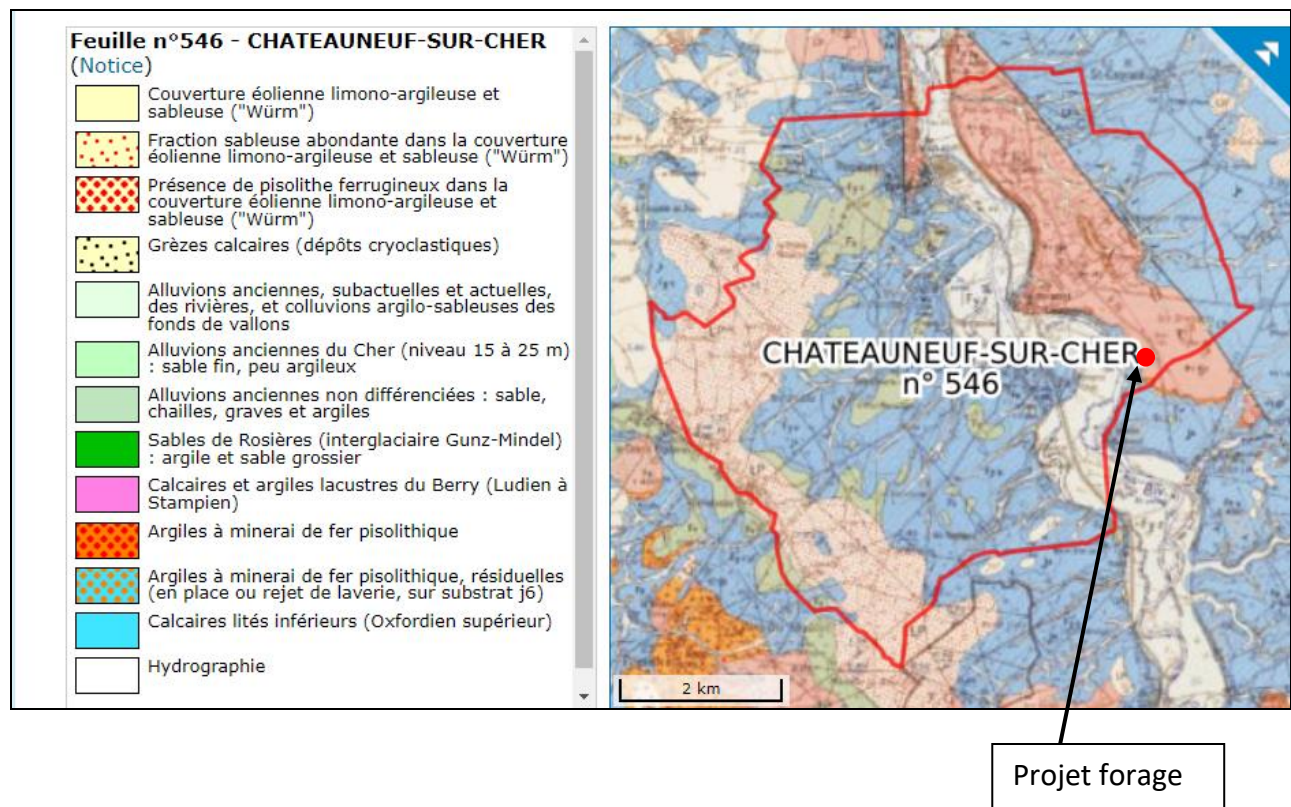 Feuille n°546 - CHATEAUNEUF-SUR-CHER
(Notice)
Couverture éolienne limono-argileuse et
sableuse ("Würm")
Fraction sableuse abondante dans la couverture
éolienne limono-argileuse et sableuse ("Würm")
Présence de pisolithe ferrugineux dans la
couverture éolienne limono-argileuse et
sableuse ("Würm")
Grèzes calcaires (dépôts cryoclastiques)
Alluvions anciennes, subactuelles et actuelles,
des rivières, et colluvions argilo-sableuses des
fonds de vallons
Alluvions anciennes du Cher (niveau 15 à 25 m)
: sable fin, peu argileux
Alluvions anciennes non différenciées : sable,
chailles, graves et argiles
Sables de Rosières (interglaciaire Gunz-Mindel)
: argile et sable grossier
Calcaires et argiles lacustres du Berry (Ludien à
Stampien)
Argiles à minerai de fer pisolithique
Argiles à minerai de fer pisolithique, résiduelles
(en place ou rejet de laverie, sur substrat j6)
Calcaires lités inférieurs (Oxfordien supérieur)
Hydrographie
CHATEAUNEUF-SUR-CHER
n° 546
2 km
Projet forage